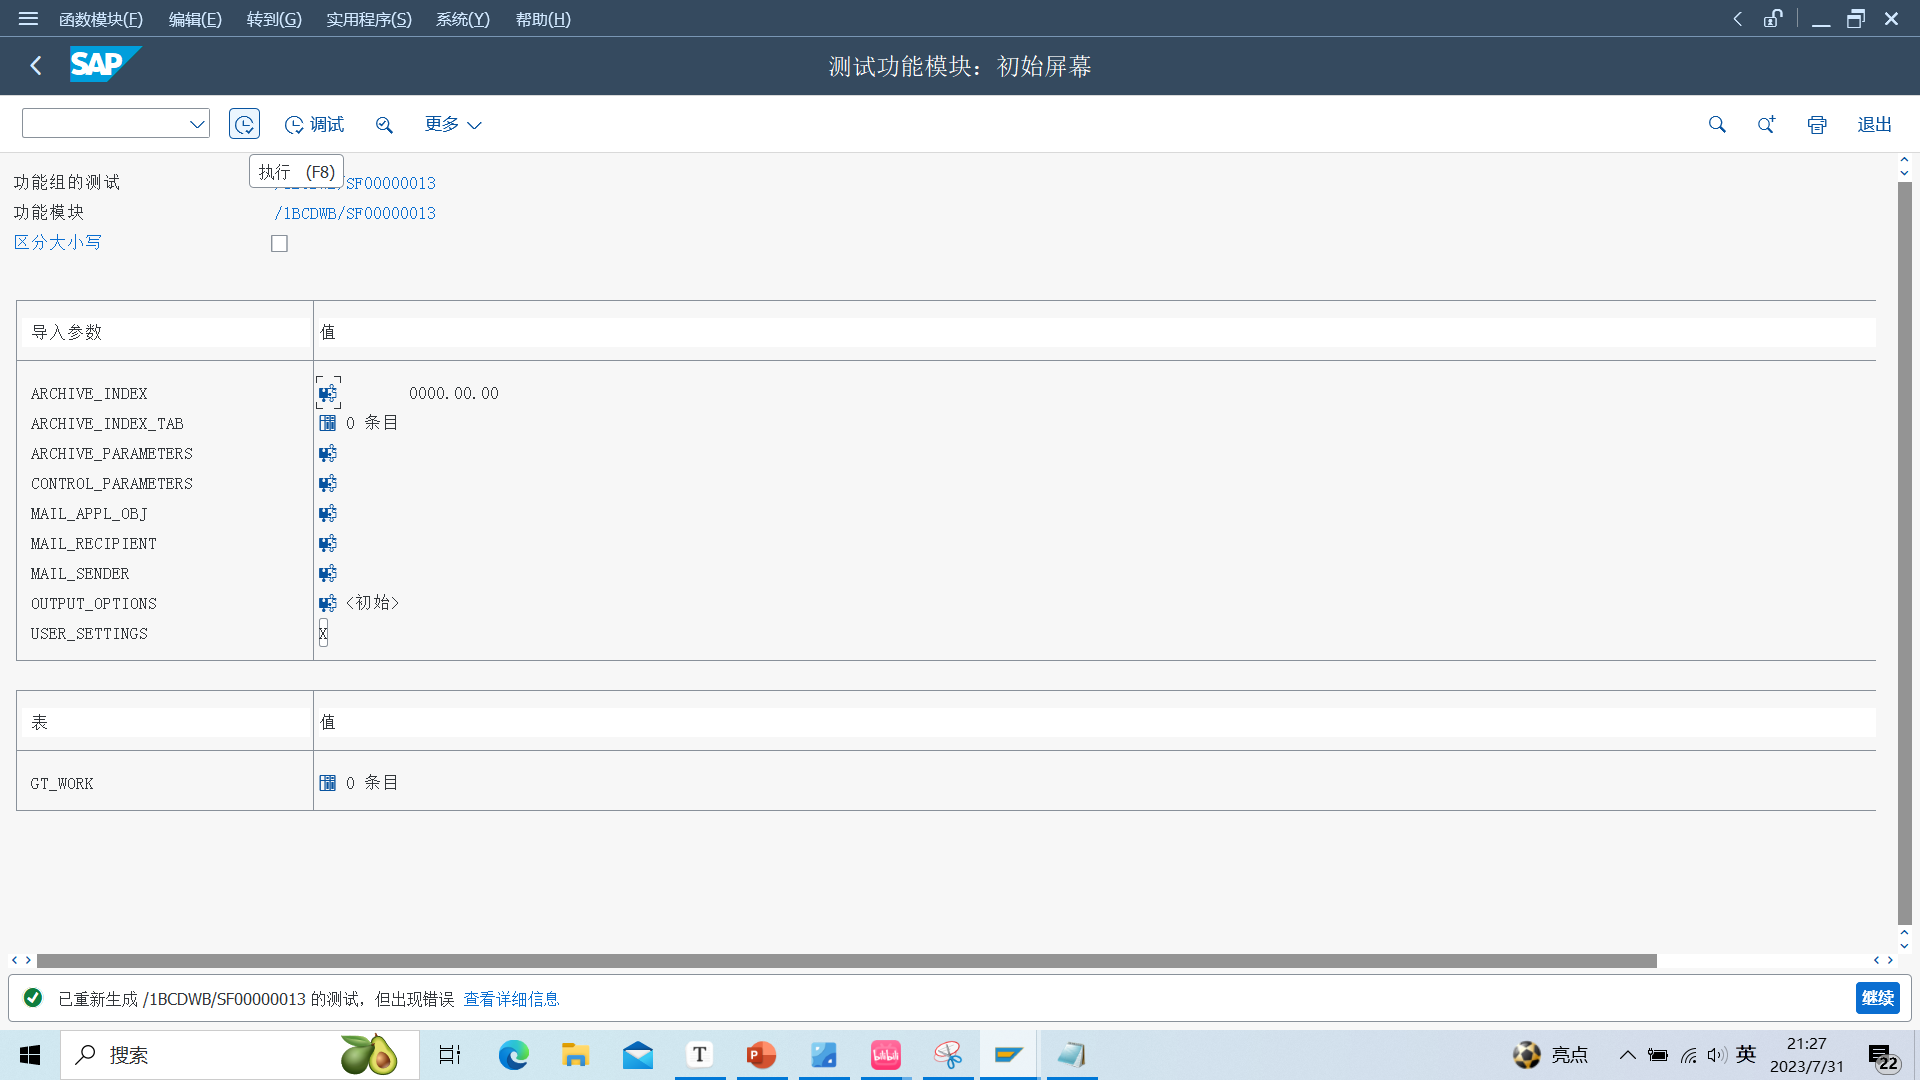 函数模块(F) 编辑(E) 转到(G) 实用程序(S) 系统(Y) 帮助(H)
SAP 测试功能模块：初始屏幕
调试 更多 退出
执行 (F8)
功能组的测试 /SF00000013
功能模块 /1BCDWB/SF00000013
区分大小写
导入参数 值
ARCHIVE_INDEX 0000.00.00
ARCHIVE_INDEX_TAB 0 条目
ARCHIVE_PARAMETERS
CONTROL_PARAMETERS
MAIL_APPL_OBJ
MAIL_RECIPIENT
MAIL_SENDER
OUTPUT_OPTIONS <初始>
USER_SETTINGS X
表 值
GT_WORK 0 条目
已重新生成 /1BCDWB/SF00000013 的测试，但出现错误 查看详细信息 继续
搜索 T P bilibili 亮点 英 21:27
2023/7/31 22